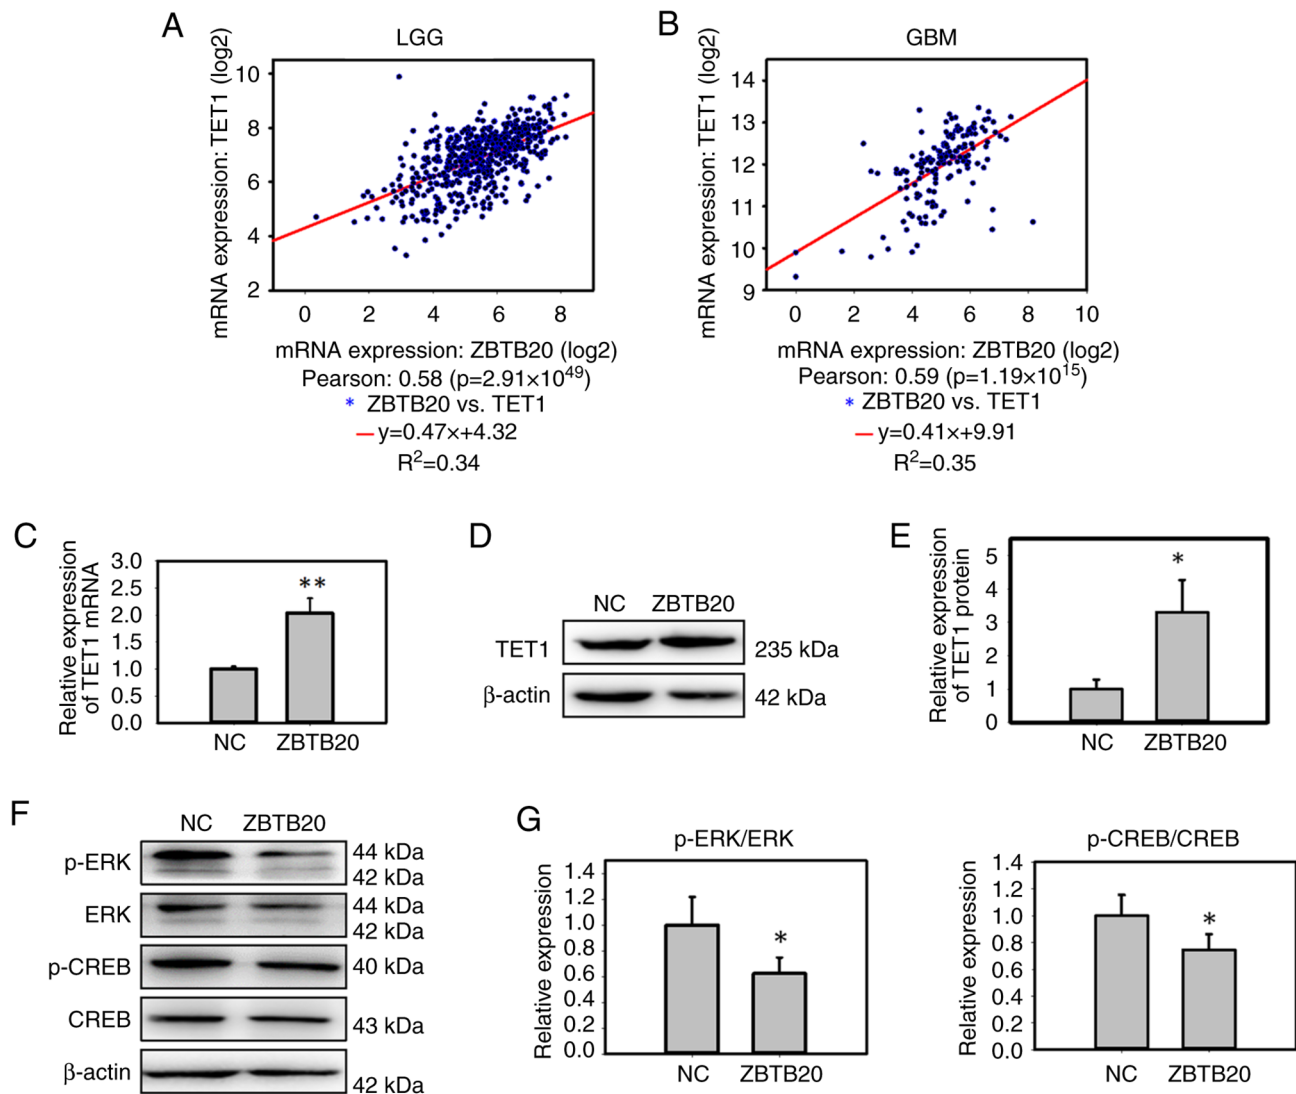 A
LGG
mRNA expression: TET1 (log2)
10
8
6
4
2
0 2 4 6 8
mRNA expression: ZBTB20 (log2)
Pearson: 0.58 (p=2.91×10^49)
* ZBTB20 vs. TET1
y=0.47×+4.32
R²=0.34
B
GBM
mRNA expression: TET1 (log2)
14
13
12
11
10
9
0 2 4 6 8 10
mRNA expression: ZBTB20 (log2)
Pearson: 0.59 (p=1.19×10^15)
* ZBTB20 vs. TET1
y=0.41×+9.91
R²=0.35
C
Relative expression
of TET1 mRNA
3.0
2.5
2.0
1.5
1.0
0.5
0.0
**
NC ZBTB20
D
NC ZBTB20
TET1 235 kDa
β-actin 42 kDa
E
Relative expression
of TET1 protein
5
4
3
2
1
0
*
NC ZBTB20
F
NC ZBTB20
p-ERK 44 kDa
42 kDa
ERK 44 kDa
42 kDa
p-CREB 40 kDa
CREB 43 kDa
β-actin 42 kDa
G
p-ERK/ERK
Relative expression
1.4
1.2
1.0
0.8
0.6
0.4
0.2
0.0
*
NC ZBTB20
p-CREB/CREB
Relative expression
1.4
1.2
1.0
0.8
0.6
0.4
0.2
0.0
*
NC ZBTB20